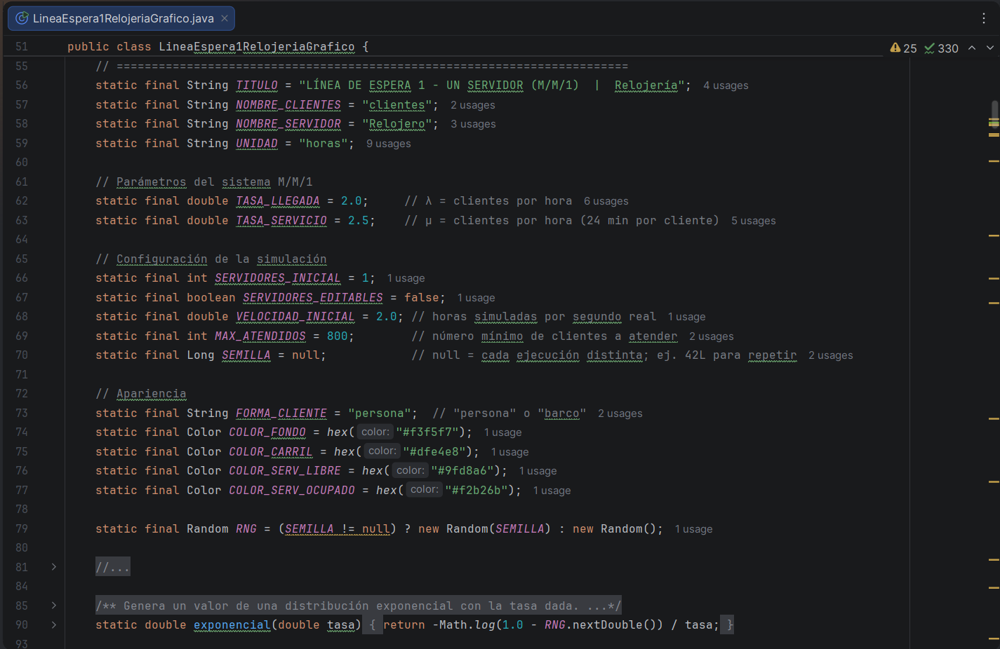 LineaEspera1RelojeriaGrafico.java
51 public class LineaEspera1RelojeriaGrafico { 25 330
55 // =========================================================================
56 static final String TITULO = "LÍNEA DE ESPERA 1 - UN SERVIDOR (M/M/1)  |  Relojería"; 4 usages
57 static final String NOMBRE_CLIENTES = "clientes"; 2 usages
58 static final String NOMBRE_SERVIDOR = "Relojero"; 3 usages
59 static final String UNIDAD = "horas"; 9 usages
60
61 // Parámetros del sistema M/M/1
62 static final double TASA_LLEGADA = 2.0; // λ = clientes por hora 6 usages
63 static final double TASA_SERVICIO = 2.5; // μ = clientes por hora (24 min por cliente) 5 usages
64
65 // Configuración de la simulación
66 static final int SERVIDORES_INICIAL = 1; 1 usage
67 static final boolean SERVIDORES_EDITABLES = false; 1 usage
68 static final double VELOCIDAD_INICIAL = 2.0; // horas simuladas por segundo real 1 usage
69 static final int MAX_ATENDIDOS = 800; // número mínimo de clientes a atender 2 usages
70 static final Long SEMILLA = null; // null = cada ejecución distinta; ej. 42L para repetir 2 usages
71
72 // Apariencia
73 static final String FORMA_CLIENTE = "persona"; // "persona" o "barco" 2 usages
74 static final Color COLOR_FONDO = hex( color: "#f3f5f7"); 1 usage
75 static final Color COLOR_CARRIL = hex( color: "#dfe4e8"); 1 usage
76 static final Color COLOR_SERV_LIBRE = hex( color: "#9fd8a6"); 1 usage
77 static final Color COLOR_SERV_OCUPADO = hex( color: "#f2b26b"); 1 usage
78
79 static final Random RNG = (SEMILLA != null) ? new Random(SEMILLA) : new Random(); 1 usage
80
81 //...
84
85 /** Genera un valor de una distribución exponencial con la tasa dada. ...*/
90 static double exponencial(double tasa) { return -Math.log(1.0 - RNG.nextDouble()) / tasa; }
93